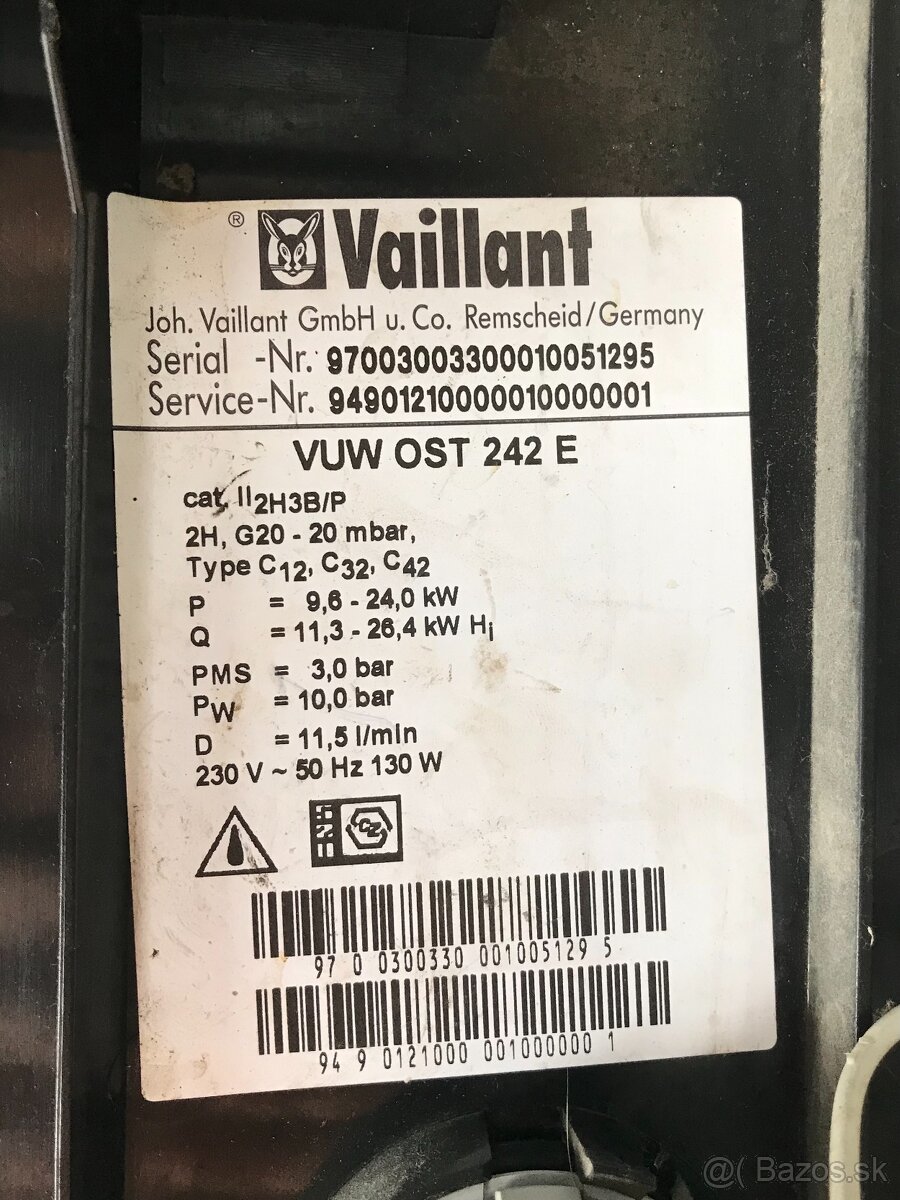 ® Vaillant
Joh. Vaillant GmbH u. Co. Remscheid/Germany
Serial -Nr. 97003003300010051295
Service-Nr. 94901210000010000001
VUW OST 242 E
cat. II2H3B/P
2H, G20 - 20 mbar,
Type C12, C32, C42
P = 9,6 - 24,0 kW
Q = 11,3 - 26,4 kW Hi
PMS = 3,0 bar
PW = 10,0 bar
D = 11,5 l/min
230 V ~ 50 Hz 130 W
CZ
97 0 0300330 001005129 5
94 9 0121000 001000000 1
@( Bazos.sk